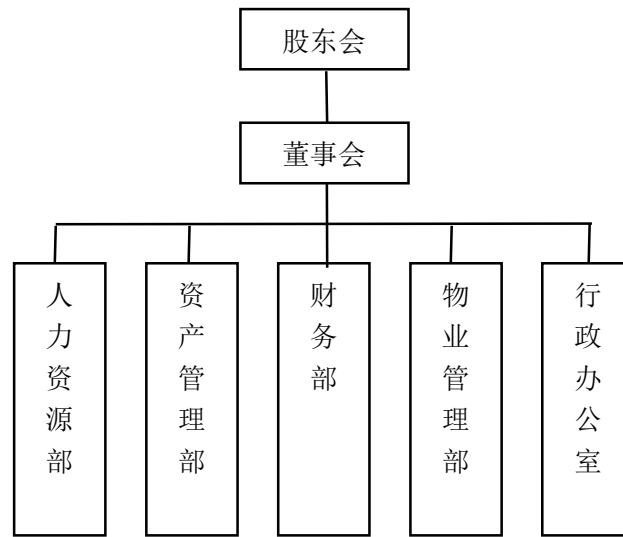 股东会
董事会
人力资源部
资产管理部
财务部
物业管理部
行政办公室